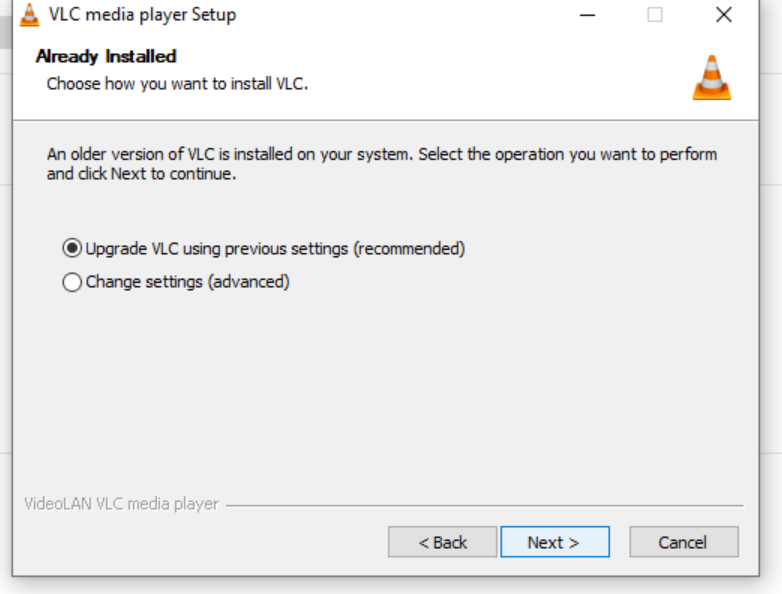 VLC media player Setup
Already Installed
Choose how you want to install VLC.
An older version of VLC is installed on your system. Select the operation you want to perform
and click Next to continue.
Upgrade VLC using previous settings (recommended)
Change settings (advanced)
VideoLAN VLC media player
< Back Next > Cancel